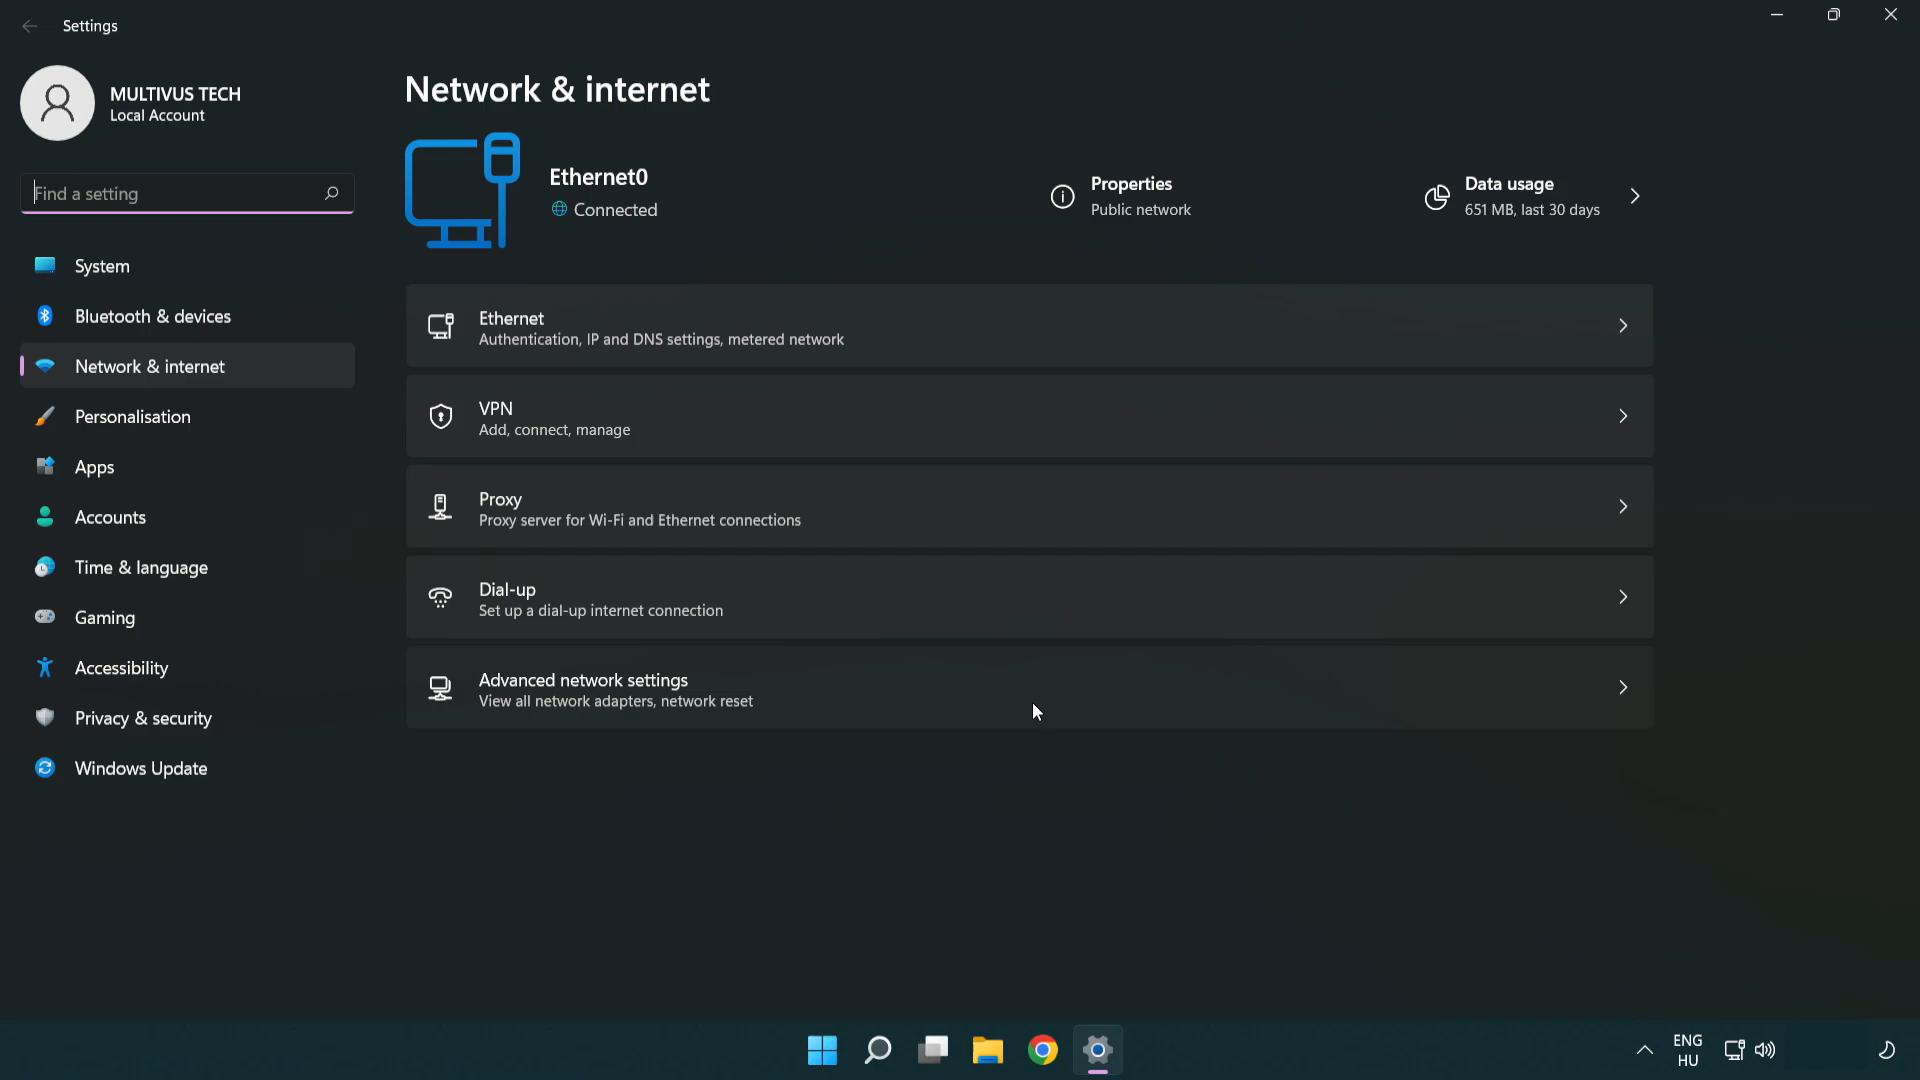 Settings
MULTIVUS TECH
Local Account
Find a setting
System
Bluetooth & devices
Network & internet
Personalisation
Apps
Accounts
Time & language
Gaming
Accessibility
Privacy & security
Windows Update
Network & internet
Ethernet0
Connected
Properties
Public network
Data usage
651 MB, last 30 days
Ethernet
Authentication, IP and DNS settings, metered network
VPN
Add, connect, manage
Proxy
Proxy server for Wi-Fi and Ethernet connections
Dial-up
Set up a dial-up internet connection
Advanced network settings
View all network adapters, network reset
ENG
HU